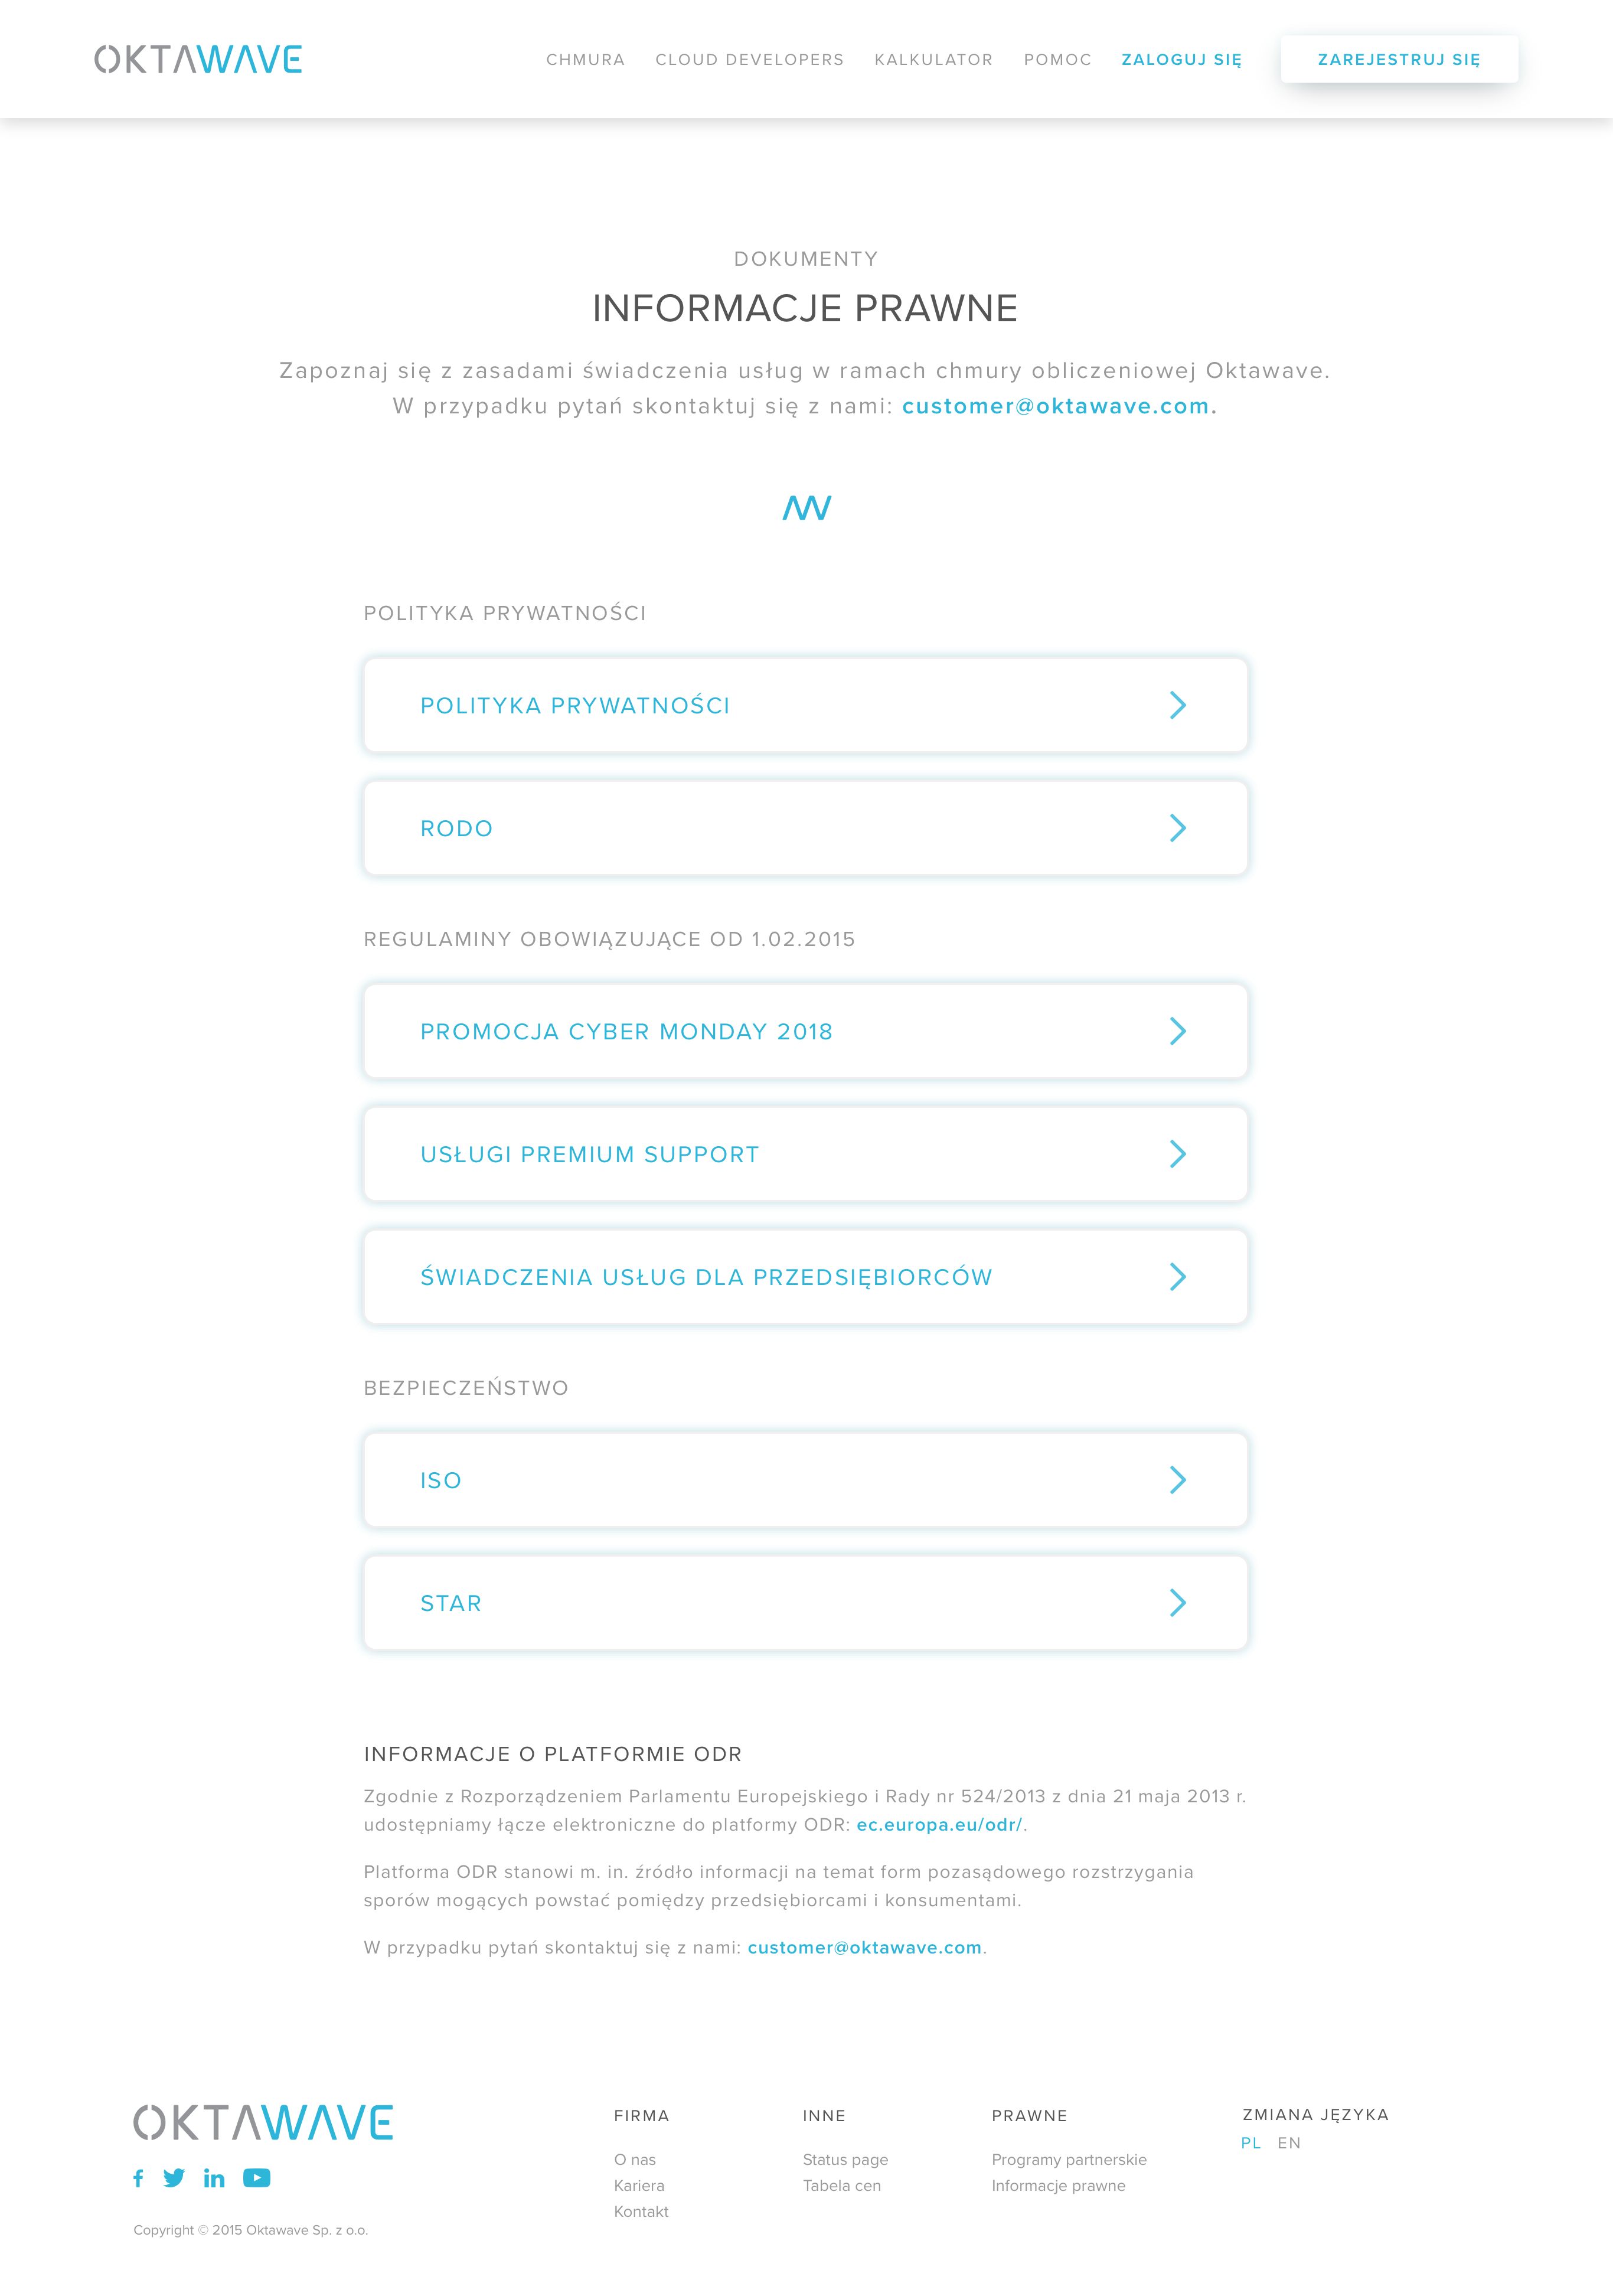 OKTAWAVE
CHMURA CLOUD DEVELOPERS KALKULATOR POMOC ZALOGUJ SIĘ ZAREJESTRUJ SIĘ
DOKUMENTY
INFORMACJE PRAWNE
Zapoznaj się z zasadami świadczenia usług w ramach chmury obliczeniowej Oktawave.
W przypadku pytań skontaktuj się z nami: customer@oktawave.com.
POLITYKA PRYWATNOŚCI
POLITYKA PRYWATNOŚCI
RODO
REGULAMINY OBOWIĄZUJĄCE OD 1.02.2015
PROMOCJA CYBER MONDAY 2018
USŁUGI PREMIUM SUPPORT
ŚWIADCZENIA USŁUG DLA PRZEDSIĘBIORCÓW
BEZPIECZEŃSTWO
ISO
STAR
INFORMACJE O PLATFORMIE ODR
Zgodnie z Rozporządzeniem Parlamentu Europejskiego i Rady nr 524/2013 z dnia 21 maja 2013 r.
udostępniamy łącze elektroniczne do platformy ODR: ec.europa.eu/odr/.
Platforma ODR stanowi m. in. źródło informacji na temat form pozasądowego rozstrzygania
sporów mogących powstać pomiędzy przedsiębiorcami i konsumentami.
W przypadku pytań skontaktuj się z nami: customer@oktawave.com.
OKTAWAVE
Copyright © 2015 Oktawave Sp. z o.o.
FIRMA
O nas
Kariera
Kontakt
INNE
Status page
Tabela cen
PRAWNE
Programy partnerskie
Informacje prawne
ZMIANA JĘZYKA
PL EN